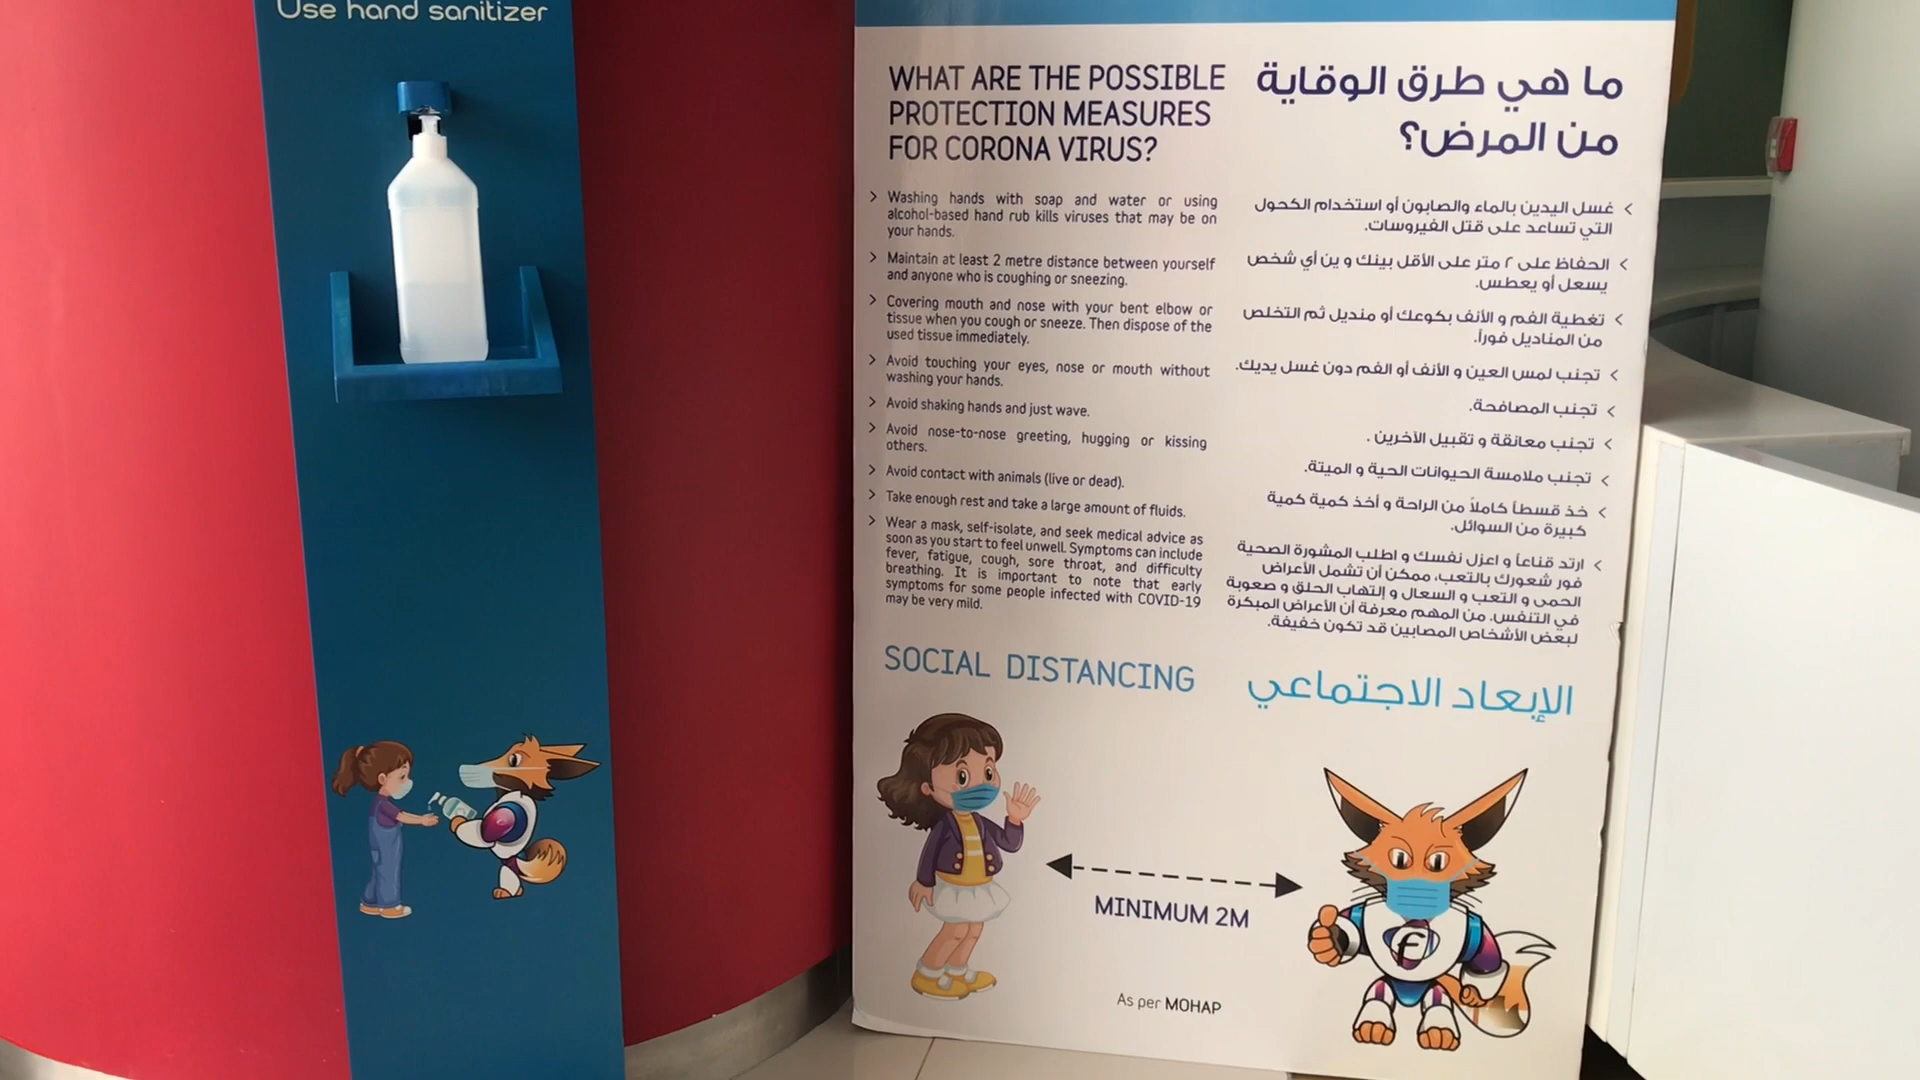 Use hand sanitizer
WHAT ARE THE POSSIBLE
PROTECTION MEASURES
FOR CORONA VIRUS?
> Washing hands with soap and water or using
alcohol-based hand rub kills viruses that may be on
your hands.
> Maintain at least 2 metre distance between yourself
and anyone who is coughing or sneezing.
> Covering mouth and nose with your bent elbow or
tissue when you cough or sneeze. Then dispose of the
used tissue immediately.
> Avoid touching your eyes, nose or mouth without
washing your hands.
> Avoid shaking hands and just wave.
> Avoid nose-to-nose greeting, hugging or kissing
others.
> Avoid contact with animals (live or dead).
> Take enough rest and take a large amount of fluids.
> Wear a mask, self-isolate, and seek medical advice as
soon as you start to feel unwell. Symptoms can include
fever, fatigue, cough, sore throat, and difficulty
breathing. It is important to note that early
symptoms for some people infected with COVID-19
may be very mild.
ما هي طرق الوقاية
من المرض؟
> غسل اليدين بالماء والصابون أو استخدام الكحول
التي تساعد على قتل الفيروسات.
> الحفاظ على ٢ متر على الأقل بينك و ين أي شخص
يسعل أو يعطس.
> تغطية الفم و الأنف بكوعك أو منديل ثم التخلص
من المناديل فوراً.
> تجنب لمس العين و الأنف أو الفم دون غسل يديك.
> تجنب المصافحة.
> تجنب معانقة و تقبيل الآخرين .
> تجنب ملامسة الحيوانات الحية و الميتة.
> خذ قسطاً كاملاً من الراحة و أخذ كمية كمية
كبيرة من السوائل.
> ارتد قناعاً و اعزل نفسك و اطلب المشورة الصحية
فور شعورك بالتعب، ممكن أن تشمل الأعراض
الحمى و التعب و السعال و إلتهاب الحلق و صعوبة
في التنفس. من المهم معرفة أن الأعراض المبكرة
لبعض الأشخاص المصابين قد تكون خفيفة.
SOCIAL DISTANCING
الإبعاد الاجتماعي
MINIMUM 2M
As per MOHAP